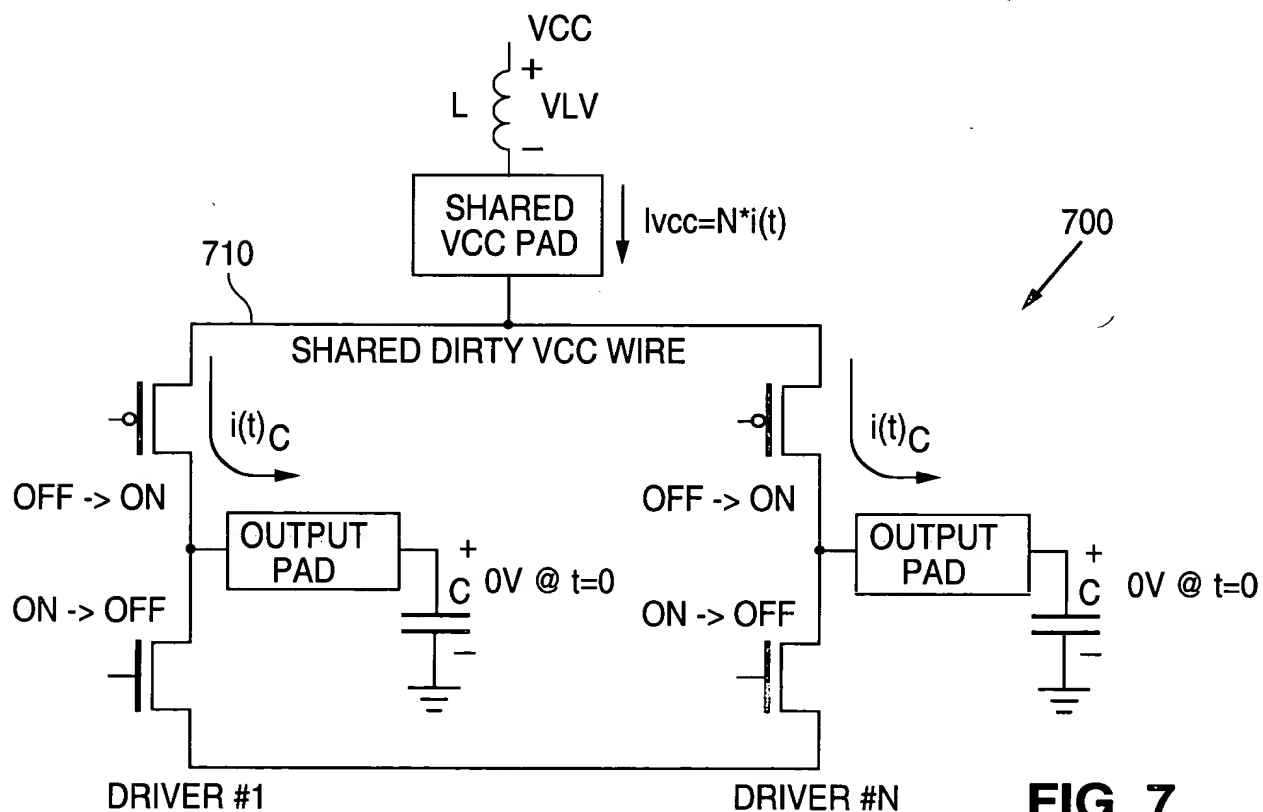 VCC
+
L VLV
−
SHARED
VCC PAD
Ivcc=N*i(t)
700
710
SHARED DIRTY VCC WIRE
i(t)C
i(t)C
OFF -> ON
OFF -> ON
OUTPUT
PAD
+
C 0V @ t=0
−
OUTPUT
PAD
+
C 0V @ t=0
−
ON -> OFF
ON -> OFF
DRIVER #1
DRIVER #N
FIG. 7